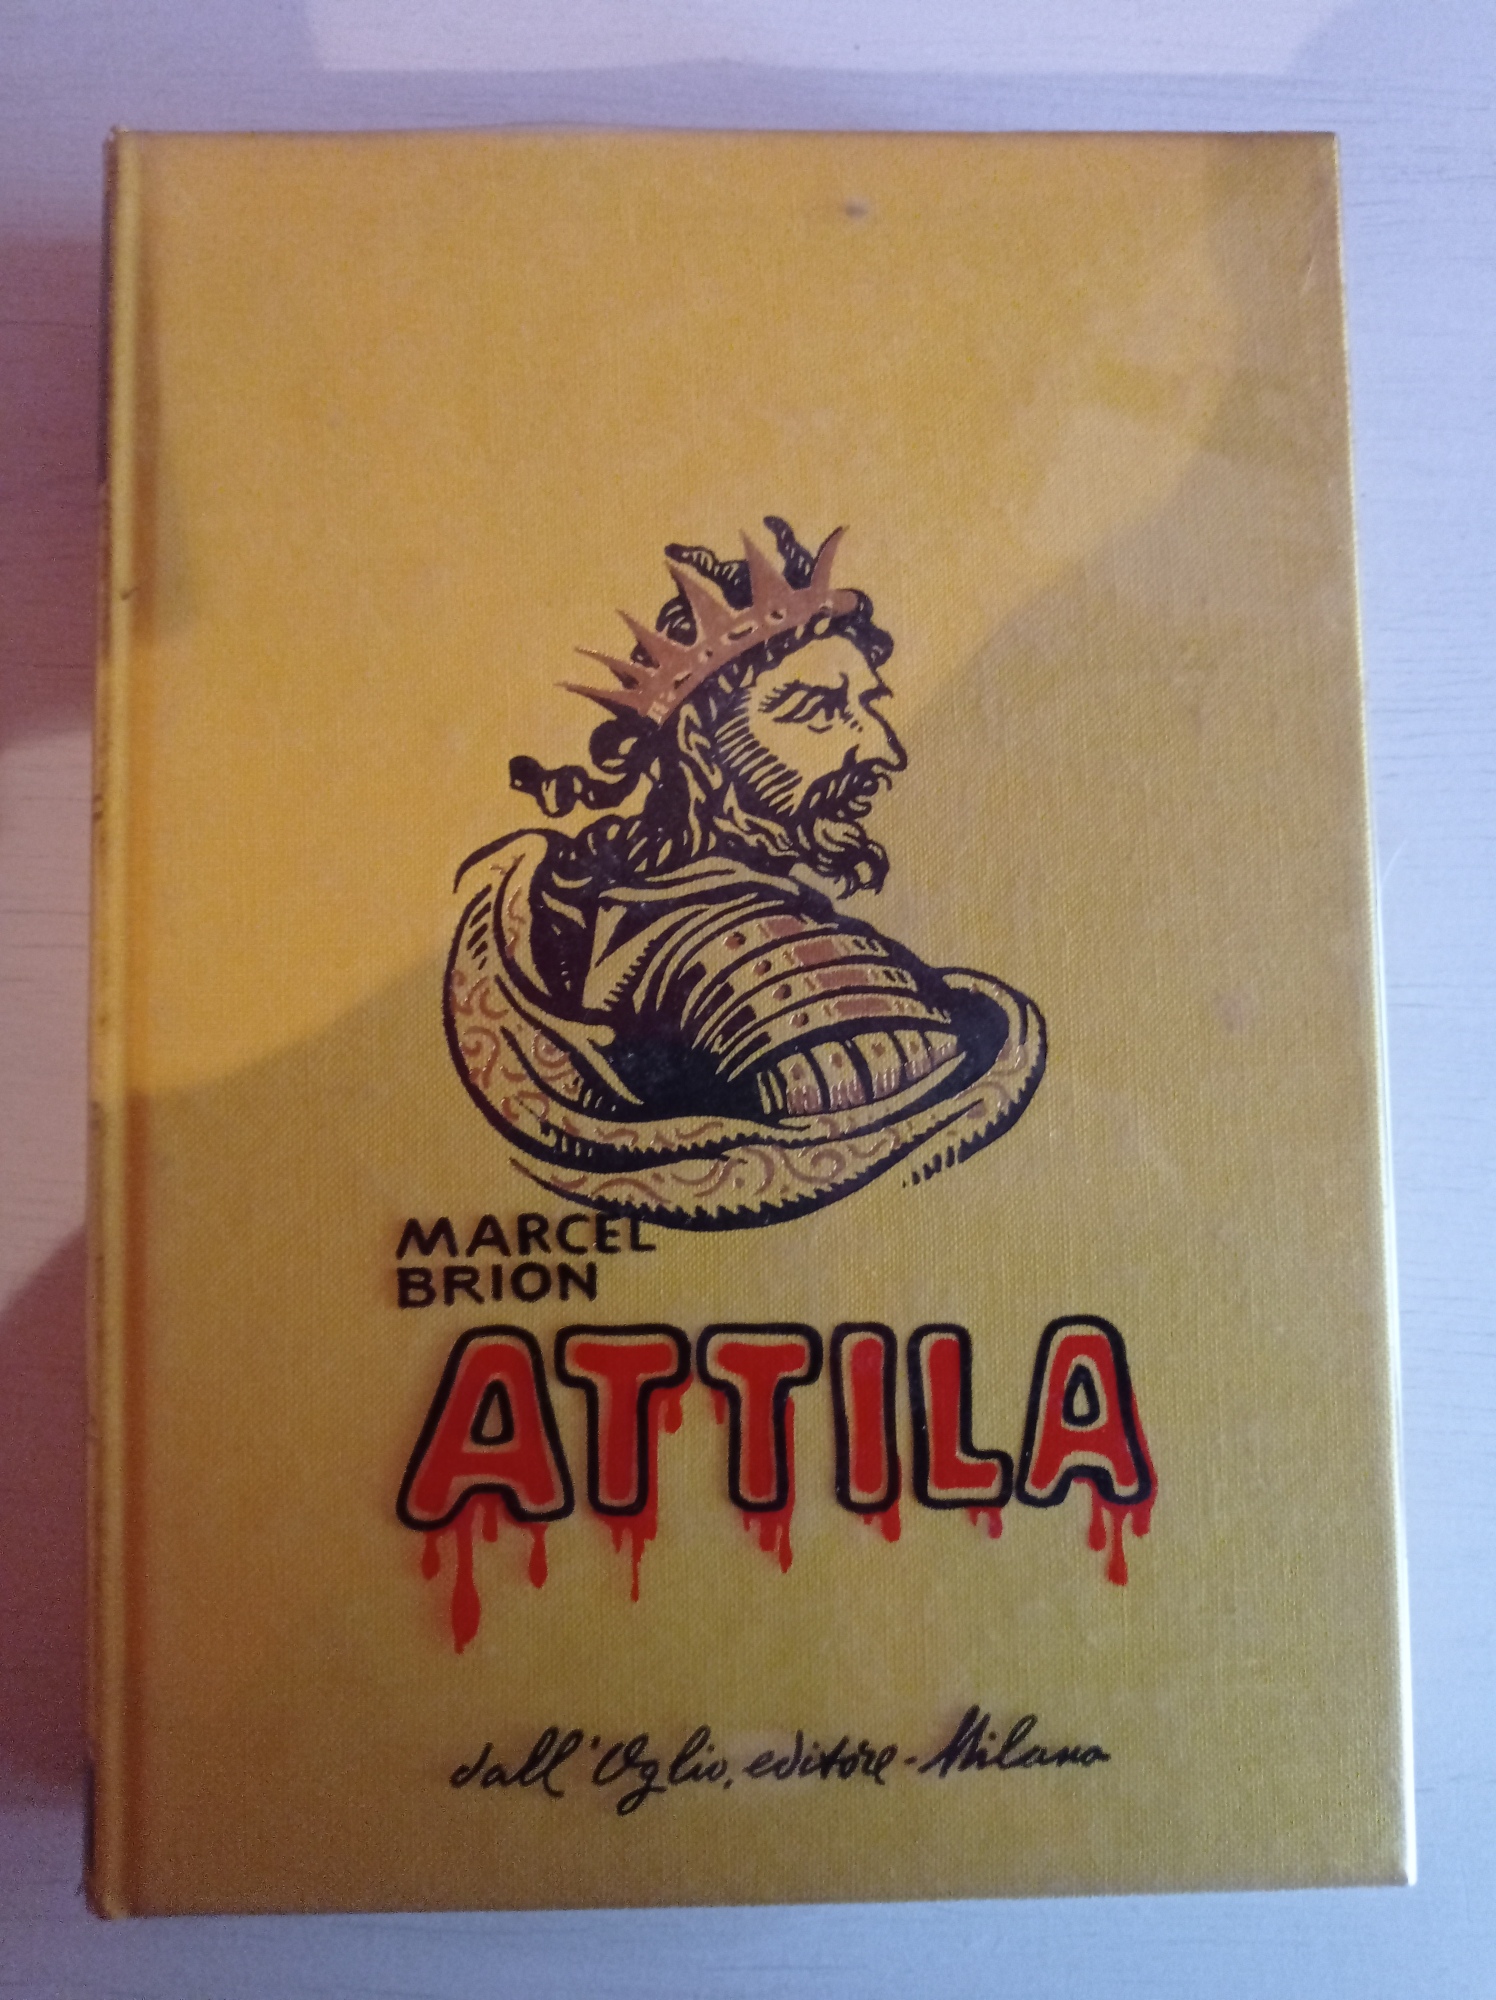 MARCEL
BRION
ATTILA
dall'Oglio, editore - Milano